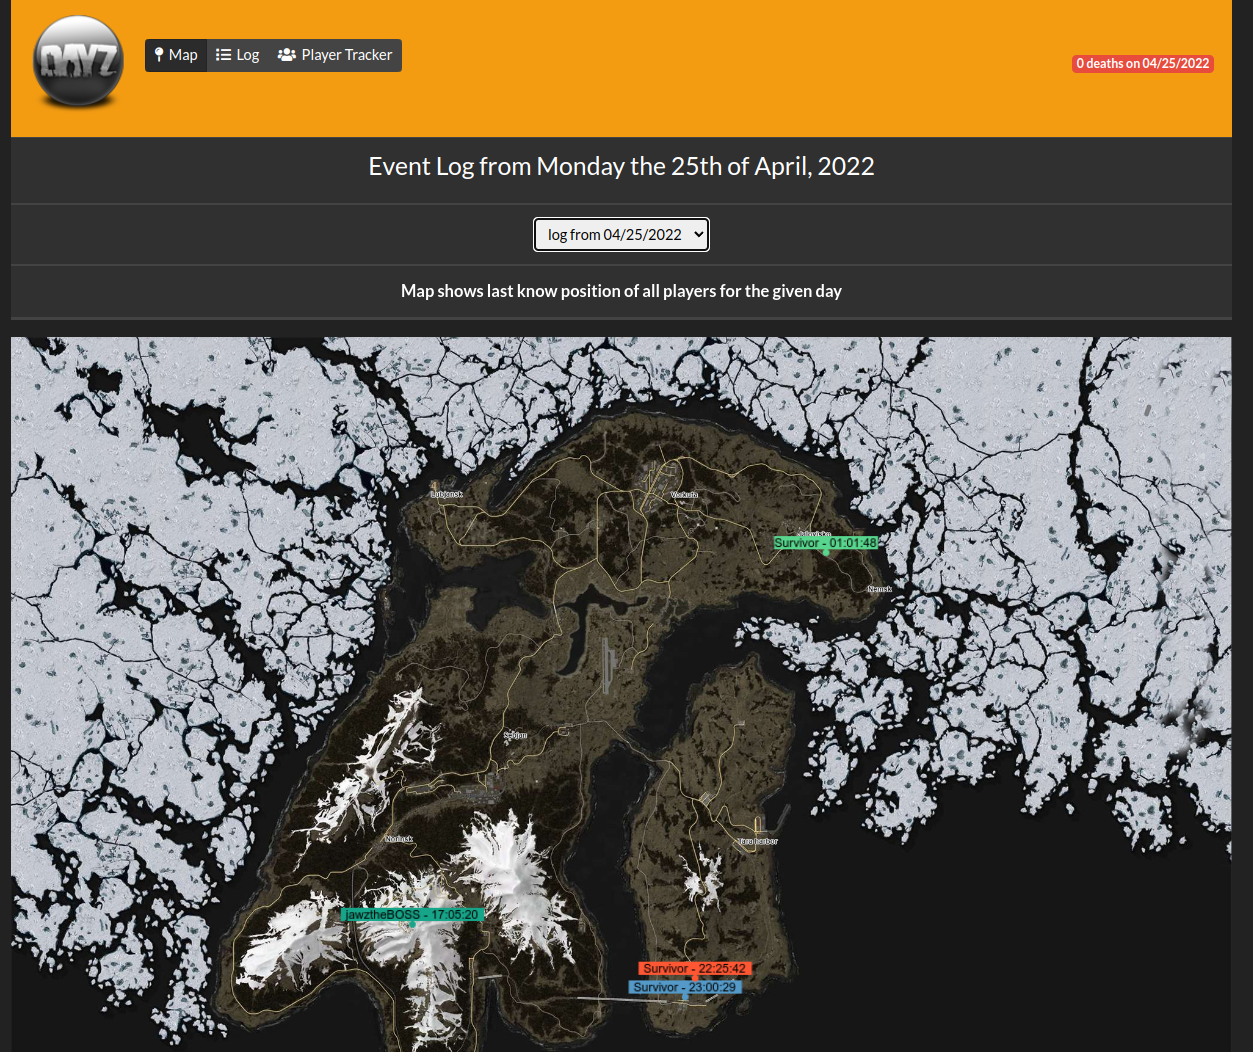 DAYZ
Map
Log
Player Tracker
0 deaths on 04/25/2022
Event Log from Monday the 25th of April, 2022
log from 04/25/2022
Map shows last know position of all players for the given day
Lubjansk
Vorkuta
Survivor - 01:01:48
Nemsk
Sebjan
Norinsk
Tara Harbor
jawztheBOSS - 17:05:20
Survivor - 22:25:42
Survivor - 23:00:29